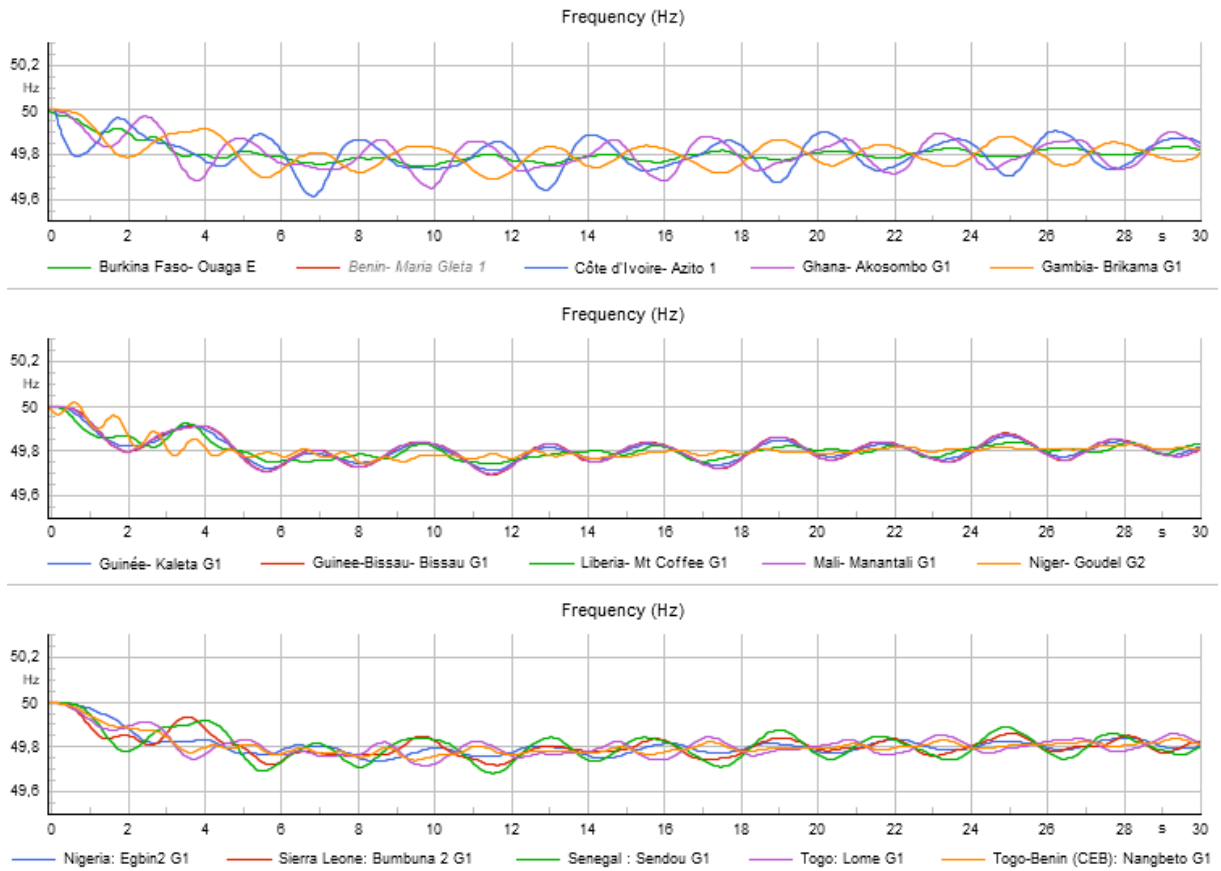 Frequency (Hz)
50,2
Hz
50
49,8
49,6
0 2 4 6 8 10 12 14 16 18 20 22 24 26 28 s 30
Burkina Faso- Ouaga E Benin- Maria Gleta 1 Côte d'Ivoire- Azito 1 Ghana- Akosombo G1 Gambia- Brikama G1
Frequency (Hz)
50,2
Hz
50
49,8
49,6
0 2 4 6 8 10 12 14 16 18 20 22 24 26 28 s 30
Guinée- Kaleta G1 Guinee-Bissau- Bissau G1 Liberia- Mt Coffee G1 Mali- Manantali G1 Niger- Goudel G2
Frequency (Hz)
50,2
Hz
50
49,8
49,6
0 2 4 6 8 10 12 14 16 18 20 22 24 26 28 s 30
Nigeria: Egbin2 G1 Sierra Leone: Bumbuna 2 G1 Senegal : Sendou G1 Togo: Lome G1 Togo-Benin (CEB): Nangbeto G1